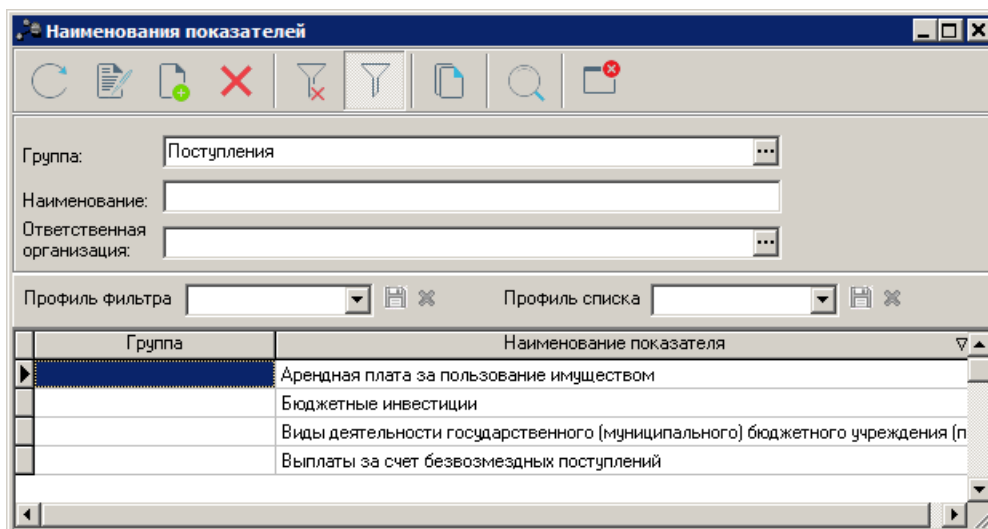 Наименования показателей
Группа: Поступления
Наименование:
Ответственная
организация:
Профиль фильтра Профиль списка
Группа Наименование показателя
Арендная плата за пользование имуществом
Бюджетные инвестиции
Виды деятельности государственного (муниципального) бюджетного учреждения (п
Выплаты за счет безвозмездных поступлений